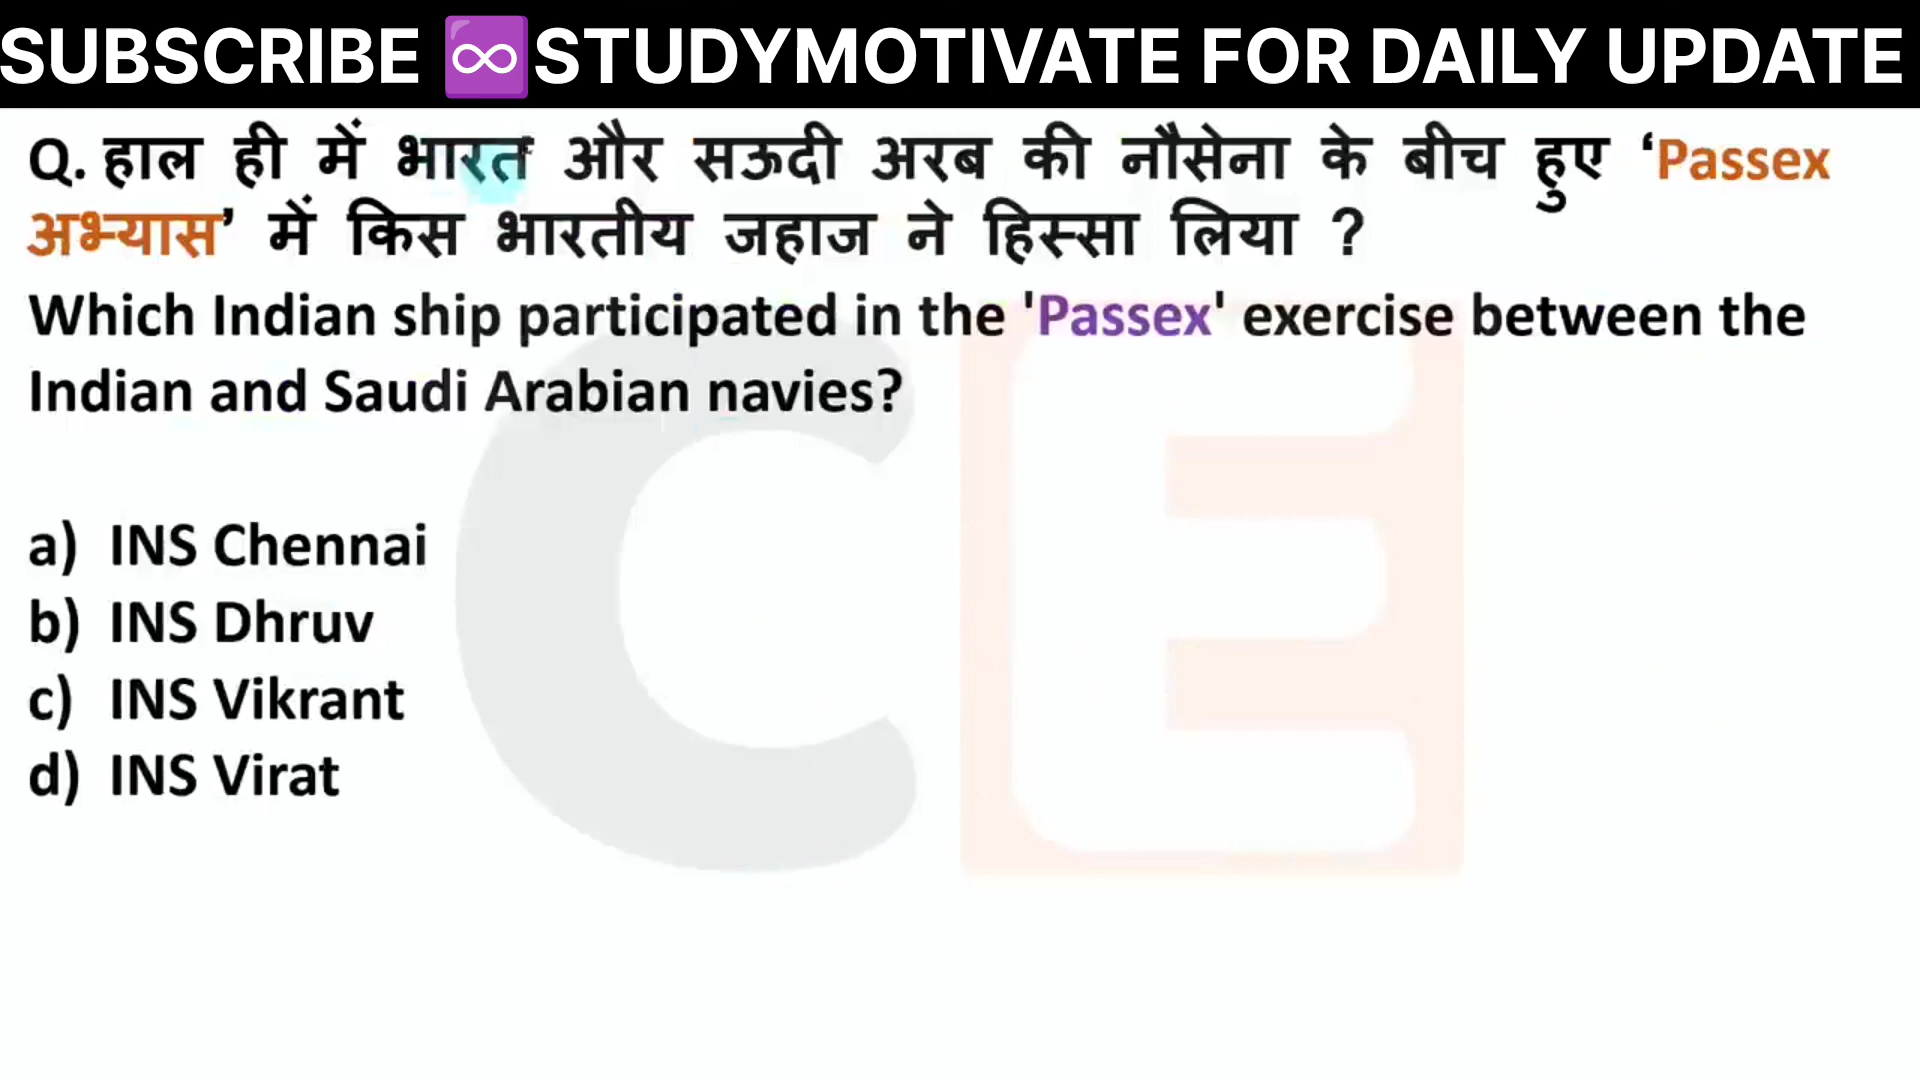 SUBSCRIBE ♾️STUDYMOTIVATE FOR DAILY UPDATE
Q. हाल ही में भारत और सऊदी अरब की नौसेना के बीच हुए ‘Passex
अभ्यास’ में किस भारतीय जहाज ने हिस्सा लिया ?
Which Indian ship participated in the 'Passex' exercise between the
Indian and Saudi Arabian navies?
a) INS Chennai
b) INS Dhruv
c) INS Vikrant
d) INS Virat
CE